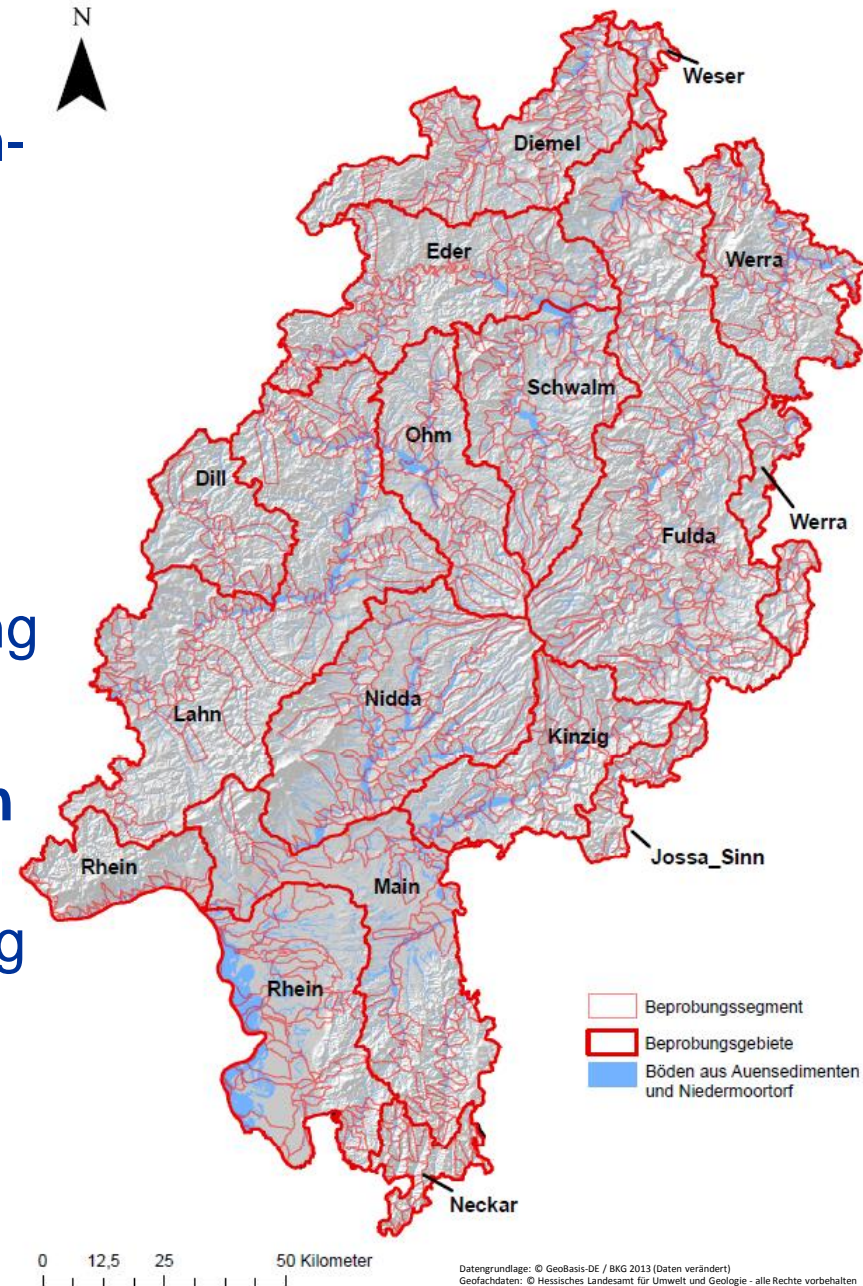 N
Weser
n-
Diemel
Eder
Werra
Schwalm
Ohm
Dill
Werra
Fulda
ng
Nidda
Lahn
Kinzig
n
Rhein
Jossa_Sinn
Main
g
Rhein
Beprobungssegment
Beprobungsgebiete
Böden aus Auensedimenten
und Niedermoortorf
Neckar
0 12,5 25 50 Kilometer
Datengrundlage: © GeoBasis-DE / BKG 2013 (Daten verändert)
Geofachdaten: © Hessisches Landesamt für Umwelt und Geologie - alle Rechte vorbehalten